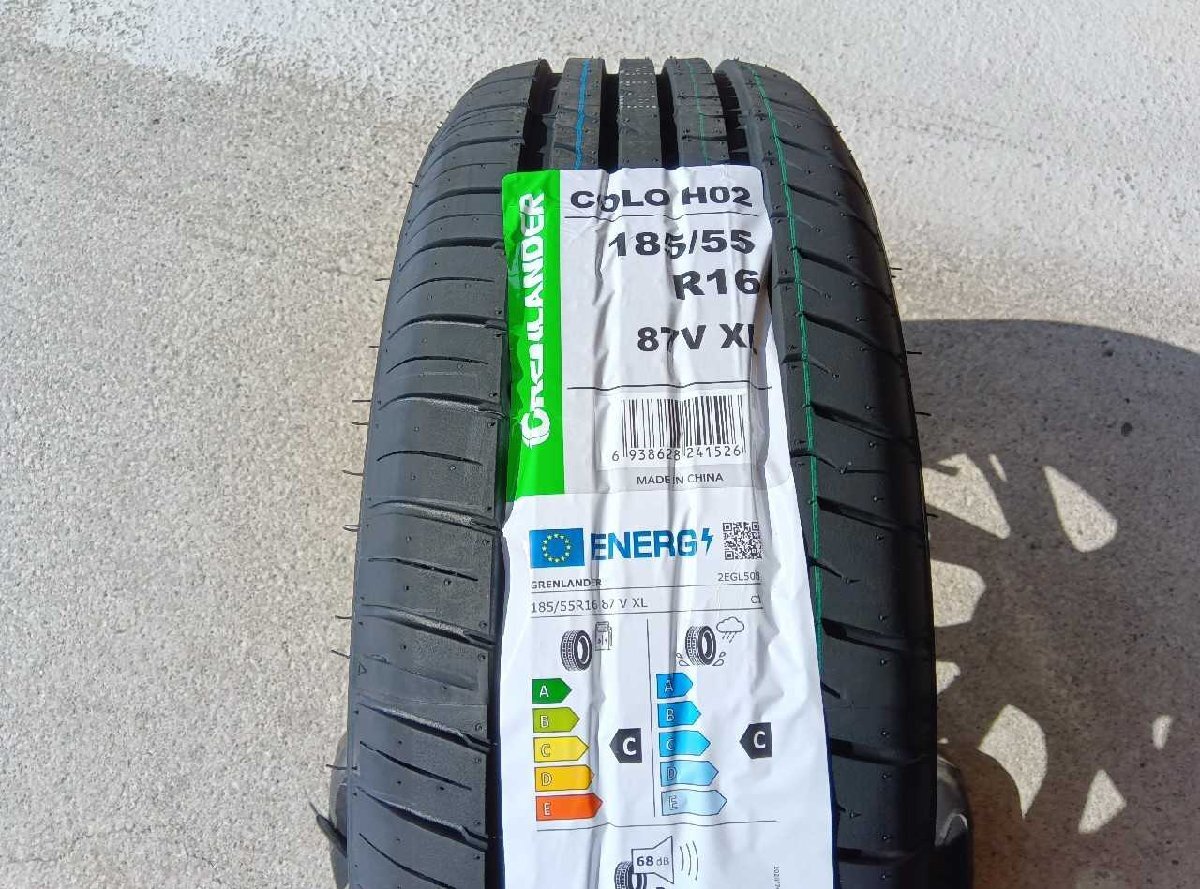 GRENLANDER
COLO H02
185/55
R16
87V XL
6 938628 241526
MADE IN CHINA
ENERG
GRENLANDER
2EGL508
185/55R16 87 V XL
C1
A
B
C
D
E
C
A
B
C
D
E
C
68 dB